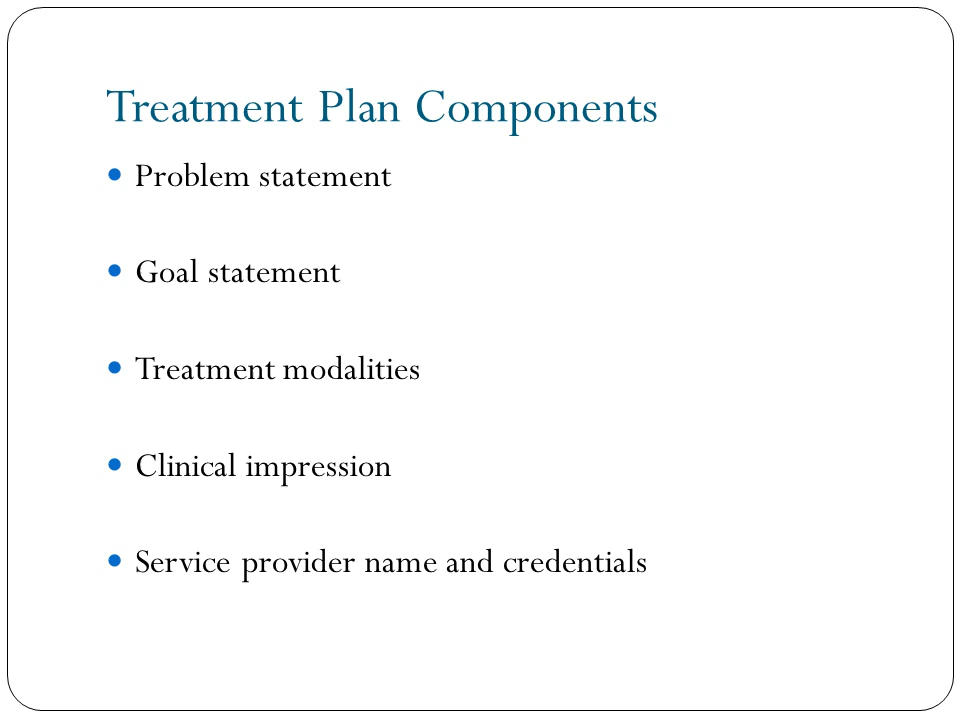 Treatment Plan Components
Problem statement
Goal statement
Treatment modalities
Clinical impression
Service provider name and credentials